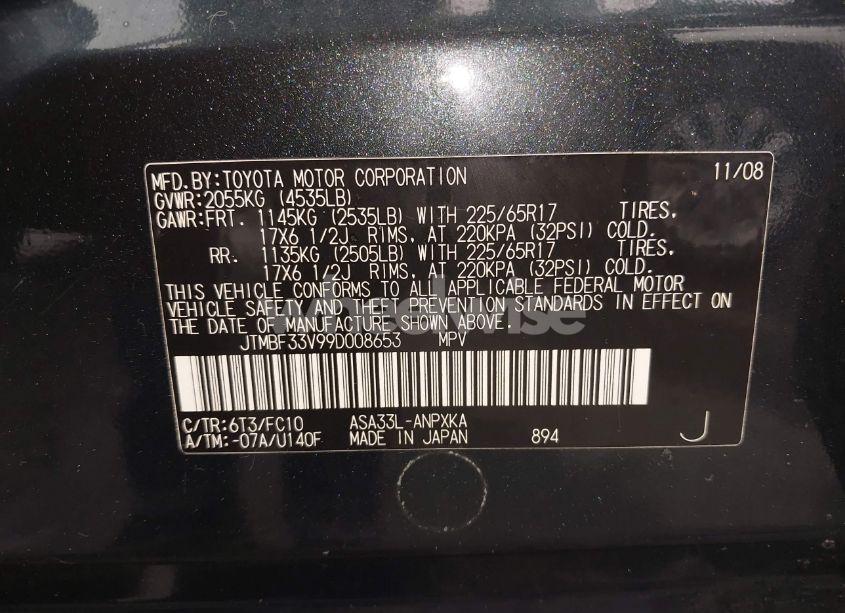 MFD.BY:TOYOTA MOTOR CORPORATION 11/08
GVWR:2055KG (4535LB)
GAWR:FRT. 1145KG (2535LB) WITH 225/65R17 TIRES,
17X6 1/2J RIMS, AT 220KPA (32PSI) COLD.
RR. 1135KG (2505LB) WITH 225/65R17 TIRES,
17X6 1/2J RIMS, AT 220KPA (32PSI) COLD.
THIS VEHICLE CONFORMS TO ALL APPLICABLE FEDERAL MOTOR
VEHICLE SAFETY AND THEFT PREVENTION STANDARDS IN EFFECT ON
THE DATE OF MANUFACTURE SHOWN ABOVE.
JTMBF33V99D008653 MPV
C/TR:6T3/FC10 ASA33L-ANPXKA
A/TM:-07A/U140F MADE IN JAPAN 894 J